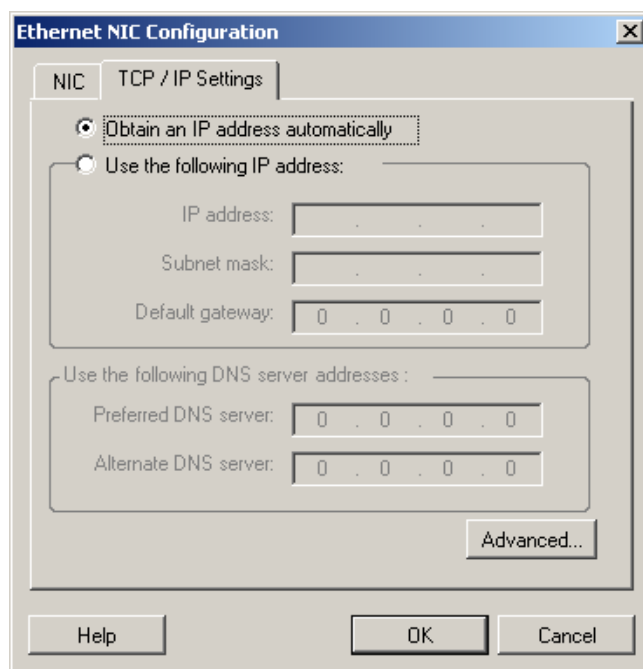 Ethernet NIC Configuration
NIC
TCP / IP Settings
Obtain an IP address automatically
Use the following IP address:
IP address: . . .
Subnet mask: . . .
Default gateway: 0 . 0 . 0 . 0
Use the following DNS server addresses :
Preferred DNS server: 0 . 0 . 0 . 0
Alternate DNS server: 0 . 0 . 0 . 0
Advanced...
Help
OK
Cancel